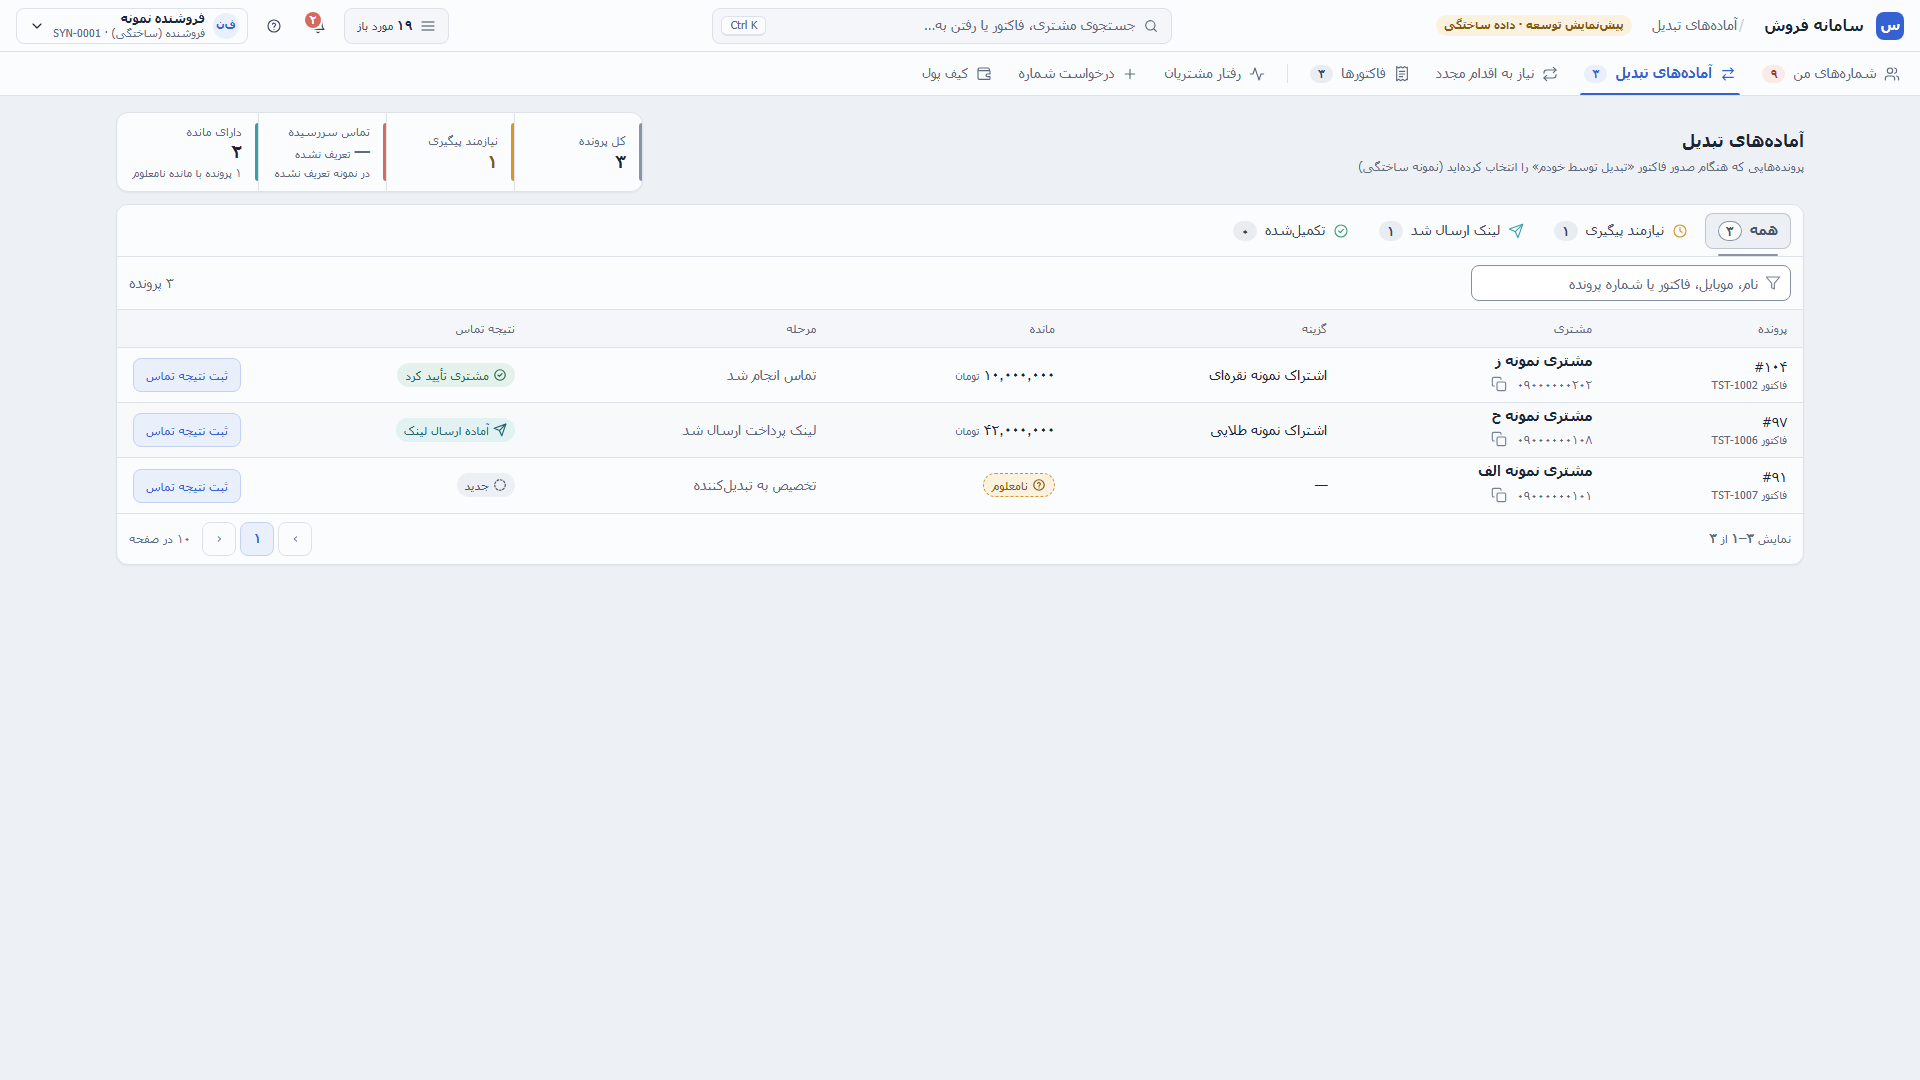 س سامانه فروش / آماده‌های تبدیل پیش‌نمایش توسعه · داده ساختگی
جستجوی مشتری، فاکتور یا رفتن به... Ctrl K
۱۹ مورد باز
۲
ف‌ن فروشنده نمونه
فروشنده (ساختگی) · SYN-0001
شماره‌های من ۹
آماده‌های تبدیل ۳
نیاز به اقدام مجدد
فاکتورها ۳
رفتار مشتریان
درخواست شماره
کیف پول
آماده‌های تبدیل
پرونده‌هایی که هنگام صدور فاکتور «تبدیل توسط خودم» را انتخاب کرده‌اید (نمونه ساختگی)
کل پرونده
۳
نیازمند پیگیری
۱
تماس سررسیده
— تعریف نشده
در نمونه تعریف نشده
دارای مانده
۲
۱ پرونده با مانده نامعلوم
همه ۳
نیازمند پیگیری ۱
لینک ارسال شد ۱
تکمیل‌شده ۰
نام، موبایل، فاکتور یا شماره پرونده
۳ پرونده
پرونده مشتری گزینه مانده مرحله نتیجه تماس
#۱۰۴
فاکتور TST-1002
مشتری نمونه ز
۰۹۰۰۰۰۰۰۲۰۲
اشتراک نمونه نقره‌ای
۱۰,۰۰۰,۰۰۰ تومان
تماس انجام شد
مشتری تأیید کرد
ثبت نتیجه تماس
#۹۷
فاکتور TST-1006
مشتری نمونه ح
۰۹۰۰۰۰۰۰۱۰۸
اشتراک نمونه طلایی
۴۲,۰۰۰,۰۰۰ تومان
لینک پرداخت ارسال شد
آماده ارسال لینک
ثبت نتیجه تماس
#۹۱
فاکتور TST-1007
مشتری نمونه الف
۰۹۰۰۰۰۰۰۱۰۱
—
نامعلوم
تخصیص به تبدیل‌کننده
جدید
ثبت نتیجه تماس
نمایش ۱–۳ از ۳
‹ ۱ ›
۱۰ در صفحه